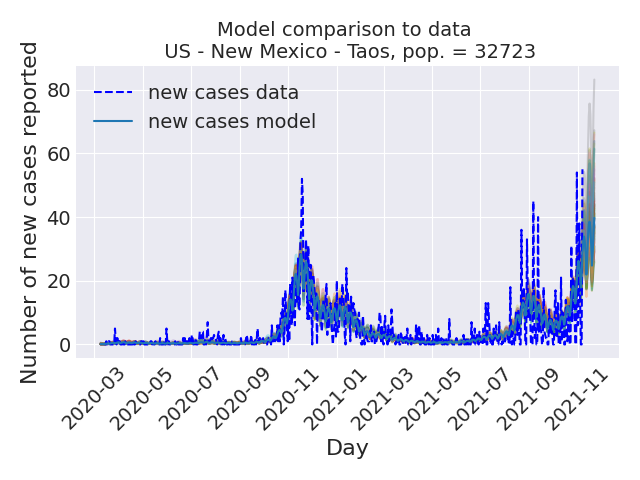 Model comparison to data
US - New Mexico - Taos, pop. = 32723
Number of new cases reported
80
60
40
20
0
new cases data
new cases model
2020-03
2020-05
2020-07
2020-09
2020-11
2021-01
2021-03
2021-05
2021-07
2021-09
2021-11
Day